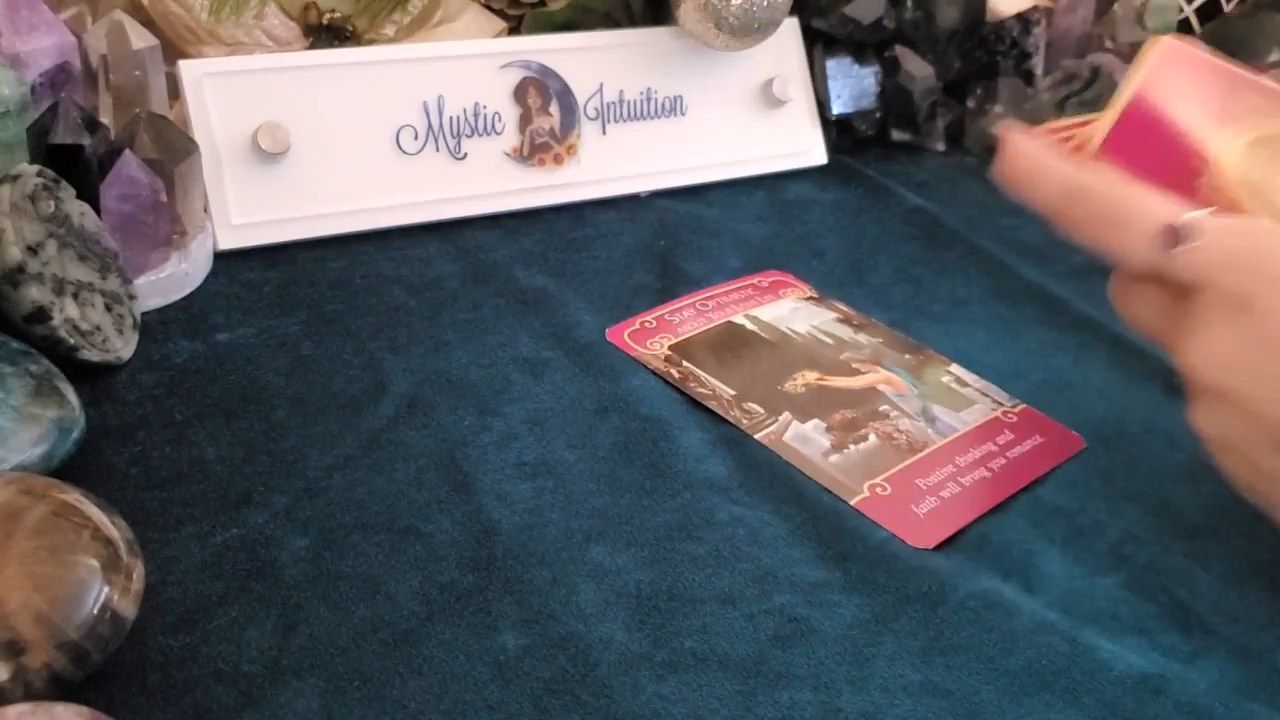 Mystic Intuition
STAY OPTIMISTIC
ABOUT YOUR LOVE LIFE
Positive thinking and
faith will bring you romance.